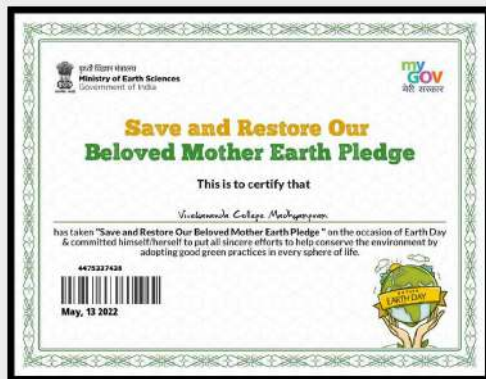 पृथ्वी विज्ञान मंत्रालय
Ministry of Earth Sciences
Government of India
my
GOV
मेरी सरकार
Save and Restore Our
Beloved Mother Earth Pledge
This is to certify that
Vivekananda College Madhyamgram
has taken "Save and Restore Our Beloved Mother Earth Pledge" on the occasion of Earth Day
& committed himself/herself to put all sincere efforts to help conserve the environment by
adopting good green practices in every sphere of life.
4475227428
May, 13 2022
EARTH DAY